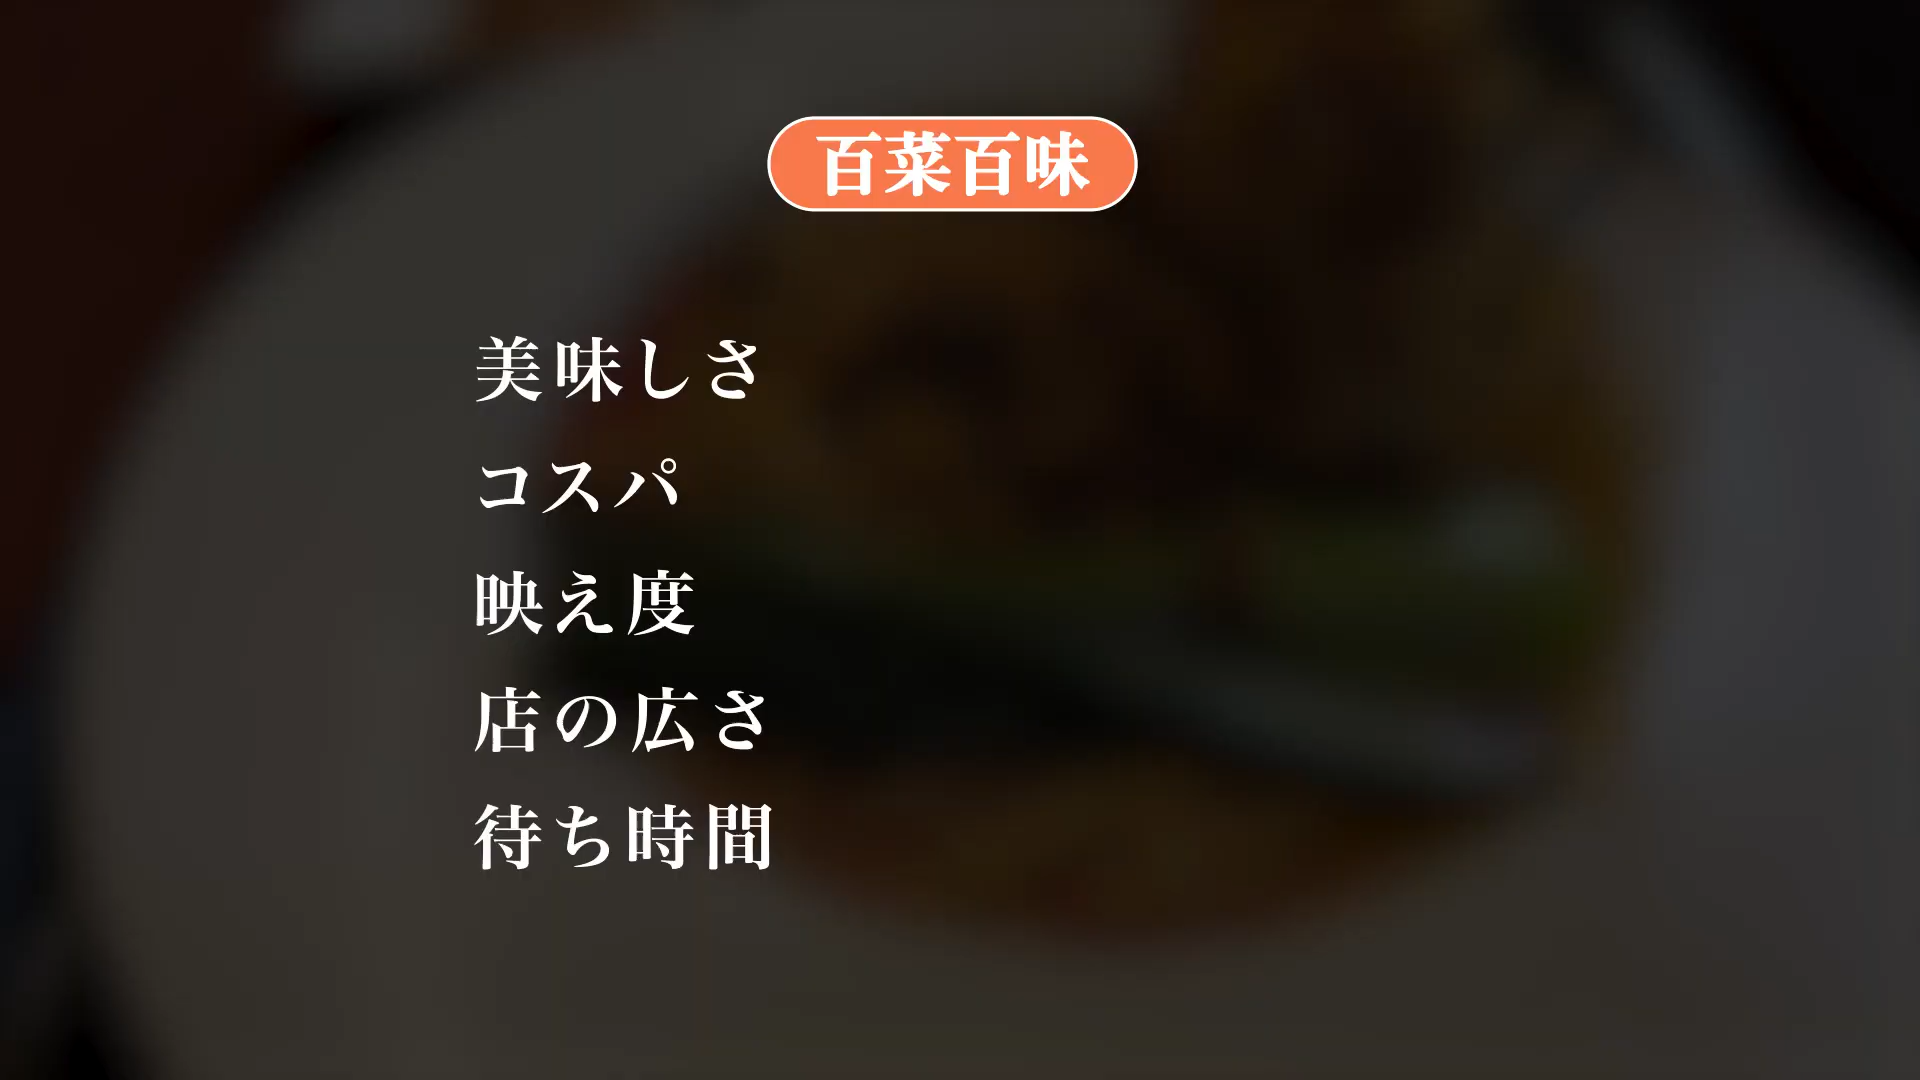 百菜百味
美味しさ
コスパ
映え度
店の広さ
待ち時間